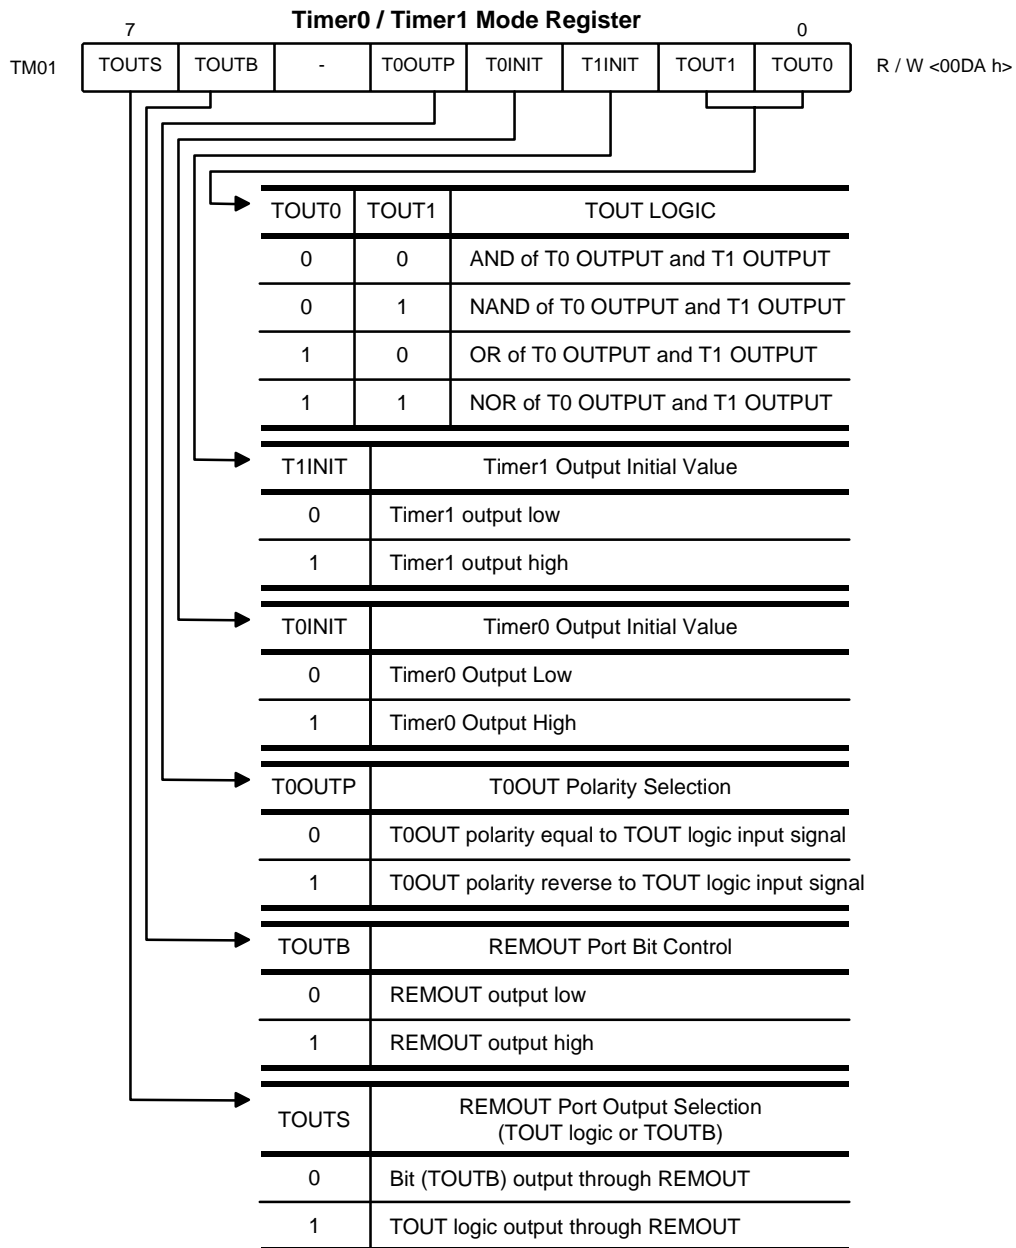 Timer0 / Timer1 Mode Register
7 0
TM01 TOUTS TOUTB - T0OUTP T0INIT T1INIT TOUT1 TOUT0 R / W <00DA h>
TOUT0 TOUT1 TOUT LOGIC
0 0 AND of T0 OUTPUT and T1 OUTPUT
0 1 NAND of T0 OUTPUT and T1 OUTPUT
1 0 OR of T0 OUTPUT and T1 OUTPUT
1 1 NOR of T0 OUTPUT and T1 OUTPUT
T1INIT Timer1 Output Initial Value
0 Timer1 output low
1 Timer1 output high
T0INIT Timer0 Output Initial Value
0 Timer0 Output Low
1 Timer0 Output High
T0OUTP T0OUT Polarity Selection
0 T0OUT polarity equal to TOUT logic input signal
1 T0OUT polarity reverse to TOUT logic input signal
TOUTB REMOUT Port Bit Control
0 REMOUT output low
1 REMOUT output high
TOUTS REMOUT Port Output Selection
(TOUT logic or TOUTB)
0 Bit (TOUTB) output through REMOUT
1 TOUT logic output through REMOUT